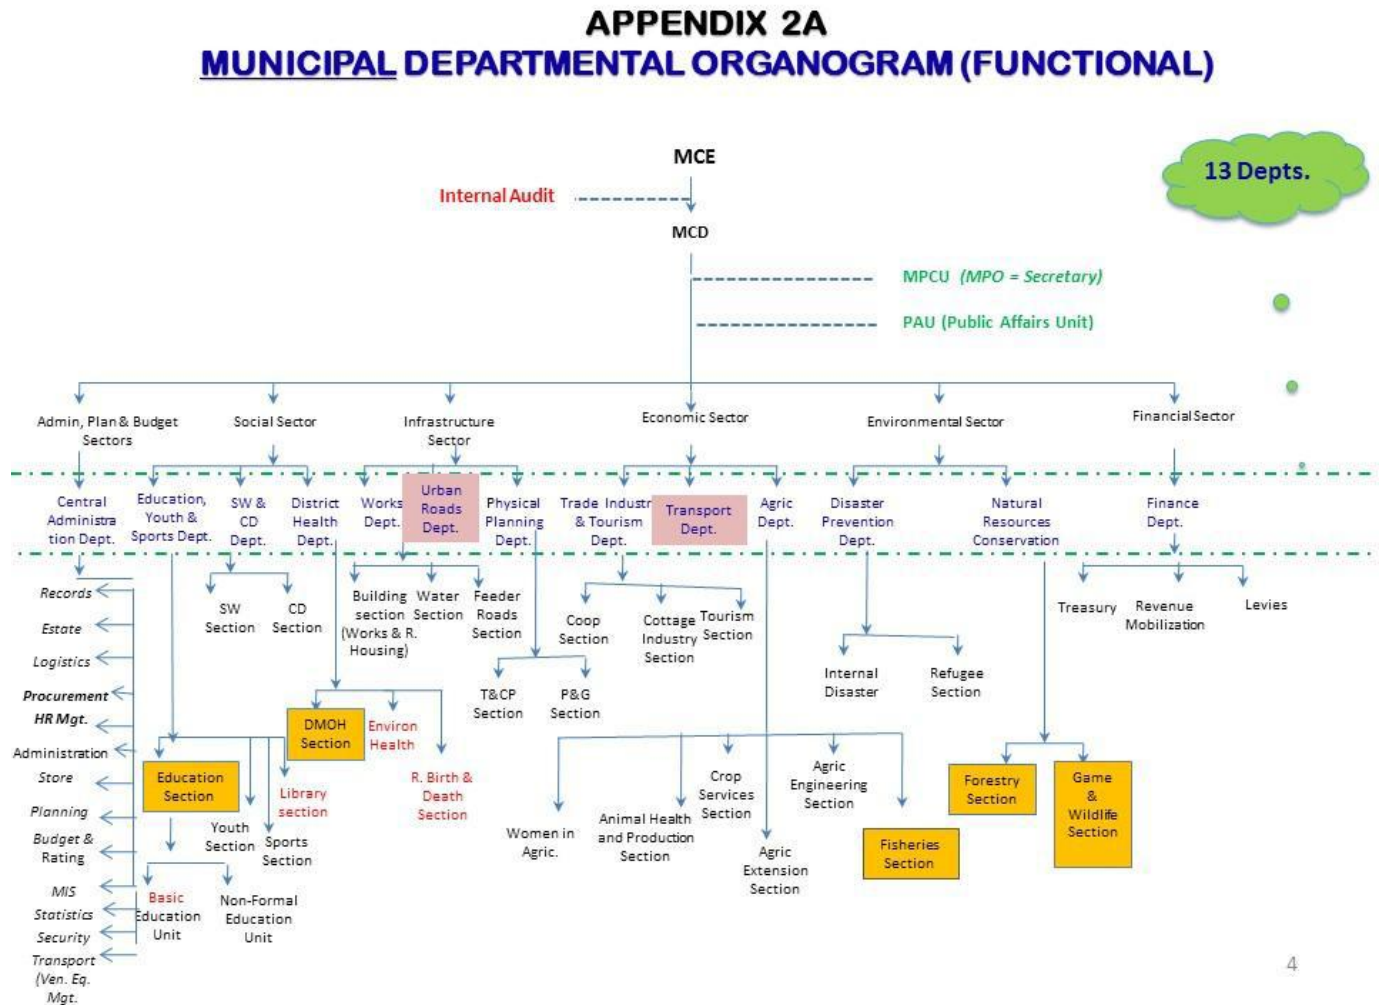 APPENDIX 2A
MUNICIPAL DEPARTMENTAL ORGANOGRAM (FUNCTIONAL)
MCE
13 Depts.
Internal Audit
MCD
MPCU (MPO = Secretary)
PAU (Public Affairs Unit)
Admin, Plan & Budget
Sectors
Social Sector
Infrastructure
Sector
Economic Sector
Environmental Sector
Financial Sector
Central
Administra
tion Dept.
Education,
Youth &
Sports Dept.
SW &
CD
Dept.
District
Health
Dept.
Works
Dept.
Urban
Roads
Dept.
Physical
Planning
Dept.
Trade Industr
& Tourism
Dept.
Transport
Dept.
Agric
Dept.
Disaster
Prevention
Dept.
Natural
Resources
Conservation
Finance
Dept.
Records
Estate
Logistics
Procurement
HR Mgt.
Administration
Store
Planning
Budget &
Rating
MIS
Statistics
Security
Transport
(Ven. Eq.
Mgt.
SW
Section
CD
Section
Building
section
(Works & R.
Housing)
Water
Section
Feeder
Roads
Section
Coop
Section
Cottage
Industry
Section
Tourism
Section
Treasury
Revenue
Mobilization
Levies
Internal
Disaster
Refugee
Section
T&CP
Section
P&G
Section
DMOH
Section
Environ
Health
R. Birth &
Death
Section
Education
Section
Youth
Section
Sports
Section
Library
section
Basic
Education
Unit
Non-Formal
Education
Unit
Women in
Agric.
Animal Health
and Production
Section
Crop
Services
Section
Agric
Extension
Section
Agric
Engineering
Section
Fisheries
Section
Forestry
Section
Game
&
Wildlife
Section
4